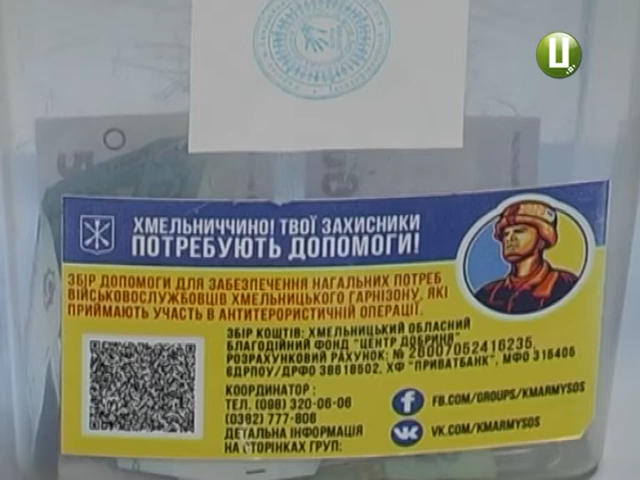 Ц
ХМЕЛЬНИЧЧИНО! ТВОЇ ЗАХИСНИКИ
ПОТРЕБУЮТЬ ДОПОМОГИ!
ЗБІР ДОПОМОГИ ДЛЯ ЗАБЕЗПЕЧЕННЯ НАГАЛЬНИХ ПОТРЕБ
ВІЙСЬКОВОСЛУЖБОВЦІВ ХМЕЛЬНИЦЬКОГО ГАРНІЗОНУ, ЯКІ
ПРИЙМАЮТЬ УЧАСТЬ В АНТИТЕРОРИСТИЧНІЙ ОПЕРАЦІЇ.
ЗБІР КОШТІВ: ХМЕЛЬНИЦЬКИЙ ОБЛАСНИЙ
БЛАГОДІЙНИЙ ФОНД "ЦЕНТР ДОБРИНЯ"
РОЗРАХУНКОВИЙ РАХУНОК: № 26007052416235,
ЄДРПОУ/ДРФО 38618502, ХФ "ПРИВАТБАНК", МФО 315405
КООРДИНАТОР:
ТЕЛ. (098) 320-06-06
(0382) 777-806
ДЕТАЛЬНА ІНФОРМАЦІЯ
НА СТОРІНКАХ ГРУП:
FB.COM/GROUPS/KMARMYSOS
VK.COM/KMARMYSOS